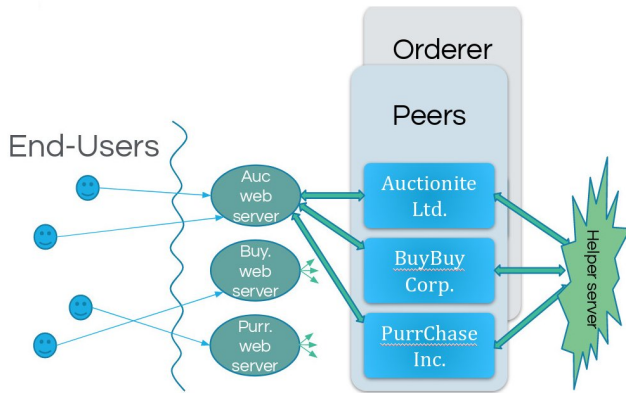 Orderer
Peers
End-Users
Auc
web
server
Auctionite
Ltd.
Buy.
web
server
BuyBuy
Corp.
Helper server
Purr.
web
server
PurrChase
Inc.